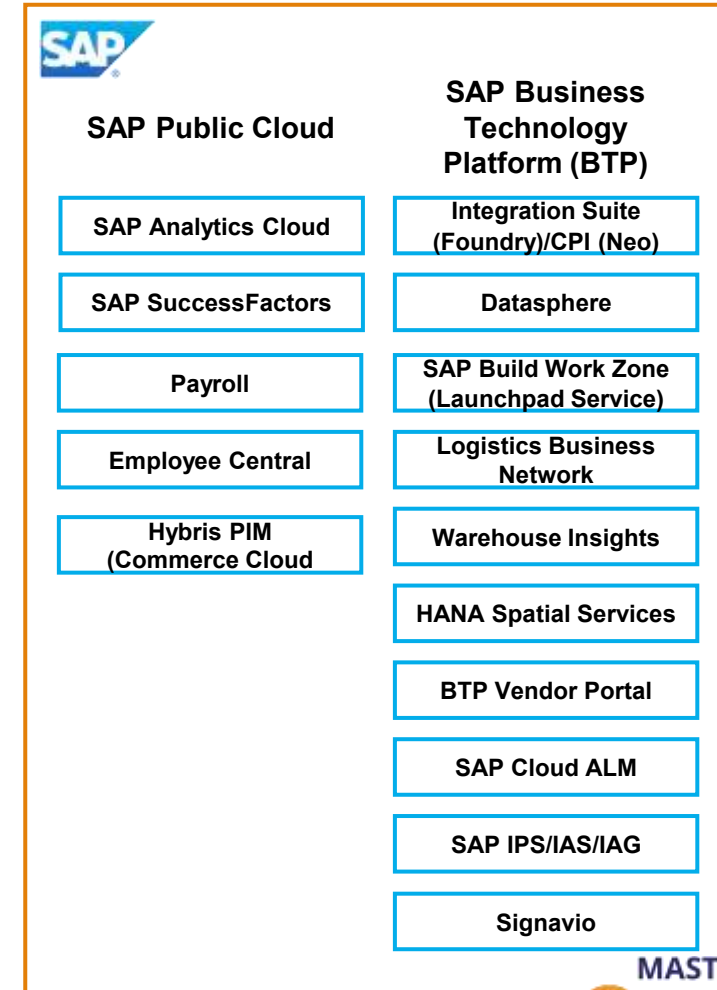 SAP
SAP Public Cloud
SAP Analytics Cloud
SAP SuccessFactors
Payroll
Employee Central
Hybris PIM
(Commerce Cloud
SAP Business
Technology
Platform (BTP)
Integration Suite
(Foundry)/CPI (Neo)
Datasphere
SAP Build Work Zone
(Launchpad Service)
Logistics Business
Network
Warehouse Insights
HANA Spatial Services
BTP Vendor Portal
SAP Cloud ALM
SAP IPS/IAS/IAG
Signavio
MAST